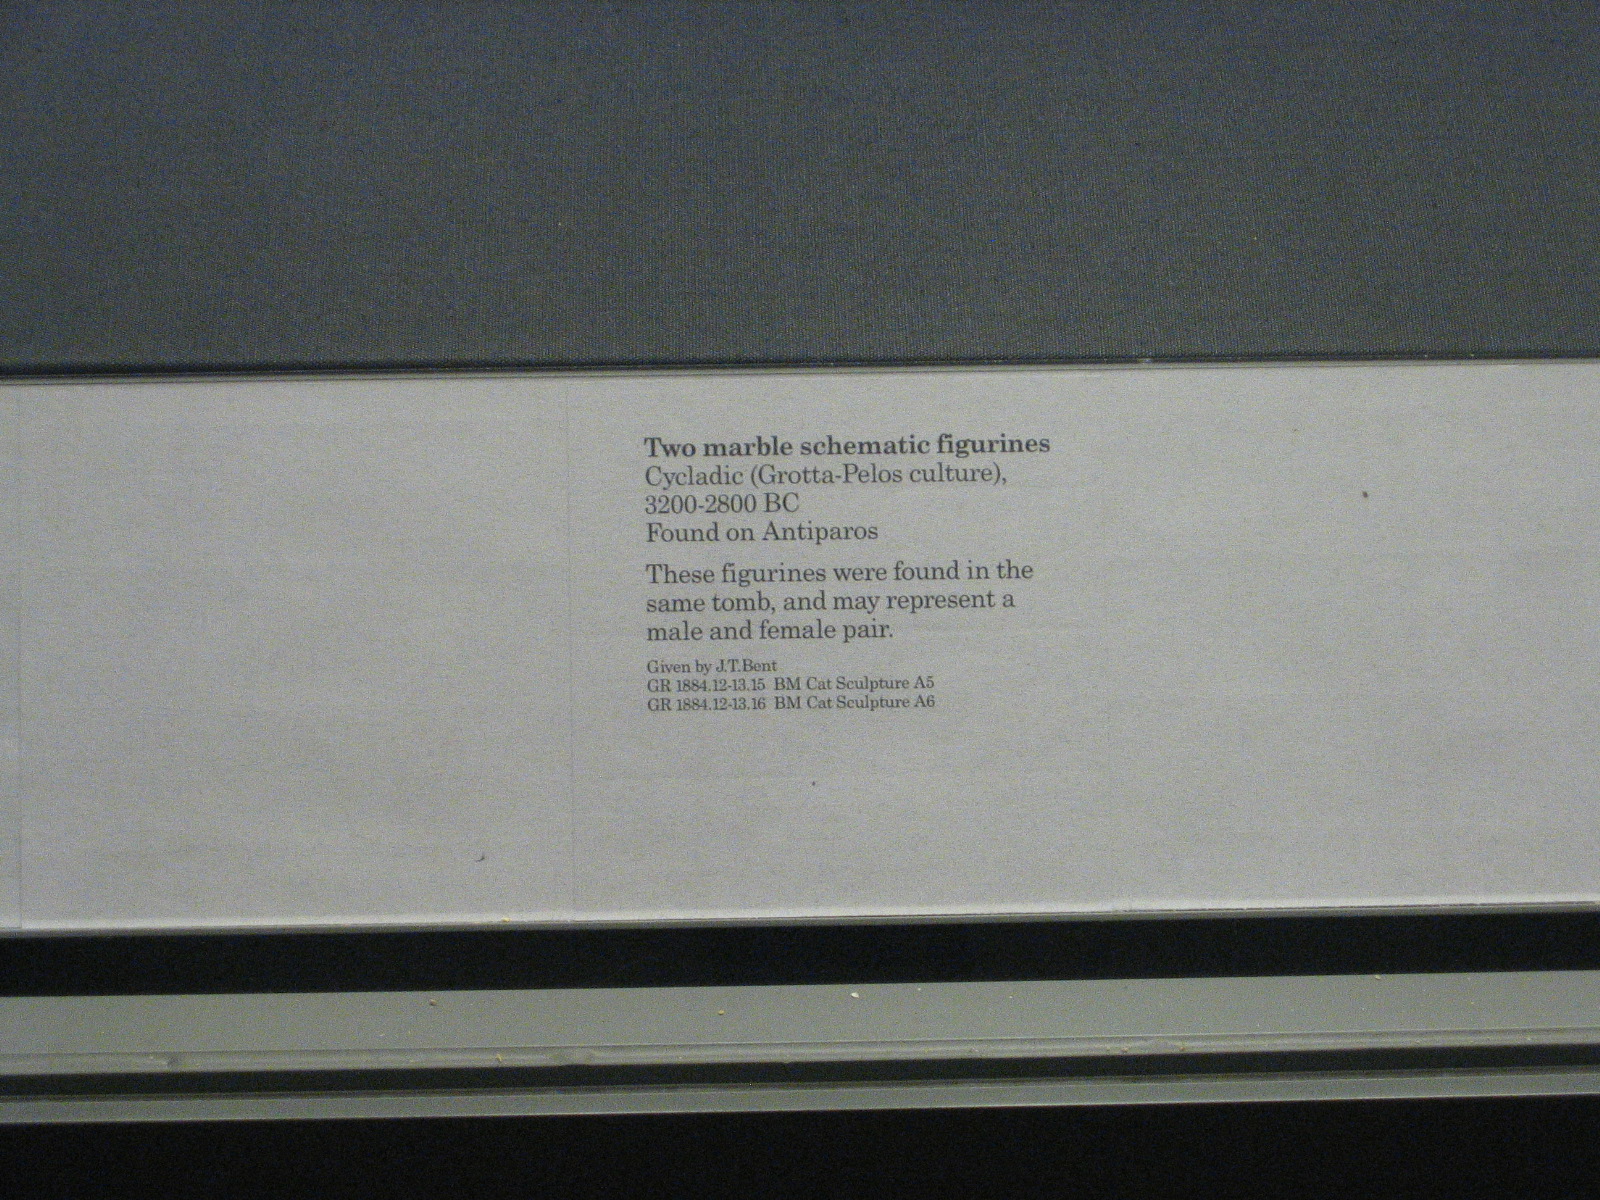 Two marble schematic figurines
Cycladic (Grotta-Pelos culture),
3200-2800 BC
Found on Antiparos
These figurines were found in the
same tomb, and may represent a
male and female pair.
Given by J.T.Bent
GR 1884.12-13.15 BM Cat Sculpture A5
GR 1884.12-13.16 BM Cat Sculpture A6